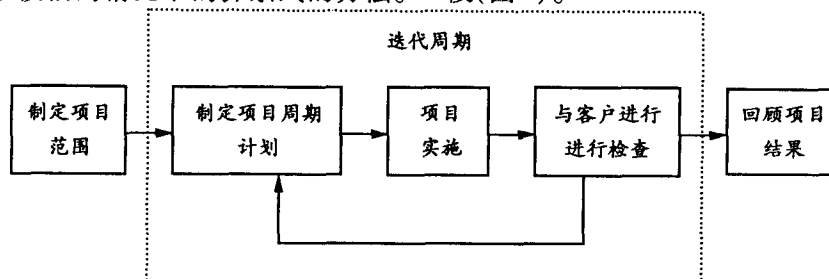 迭代周期
制定项目
范围
制定项目周期
计划
项目
实施
与客户进行
进行检查
回顾项目
结果